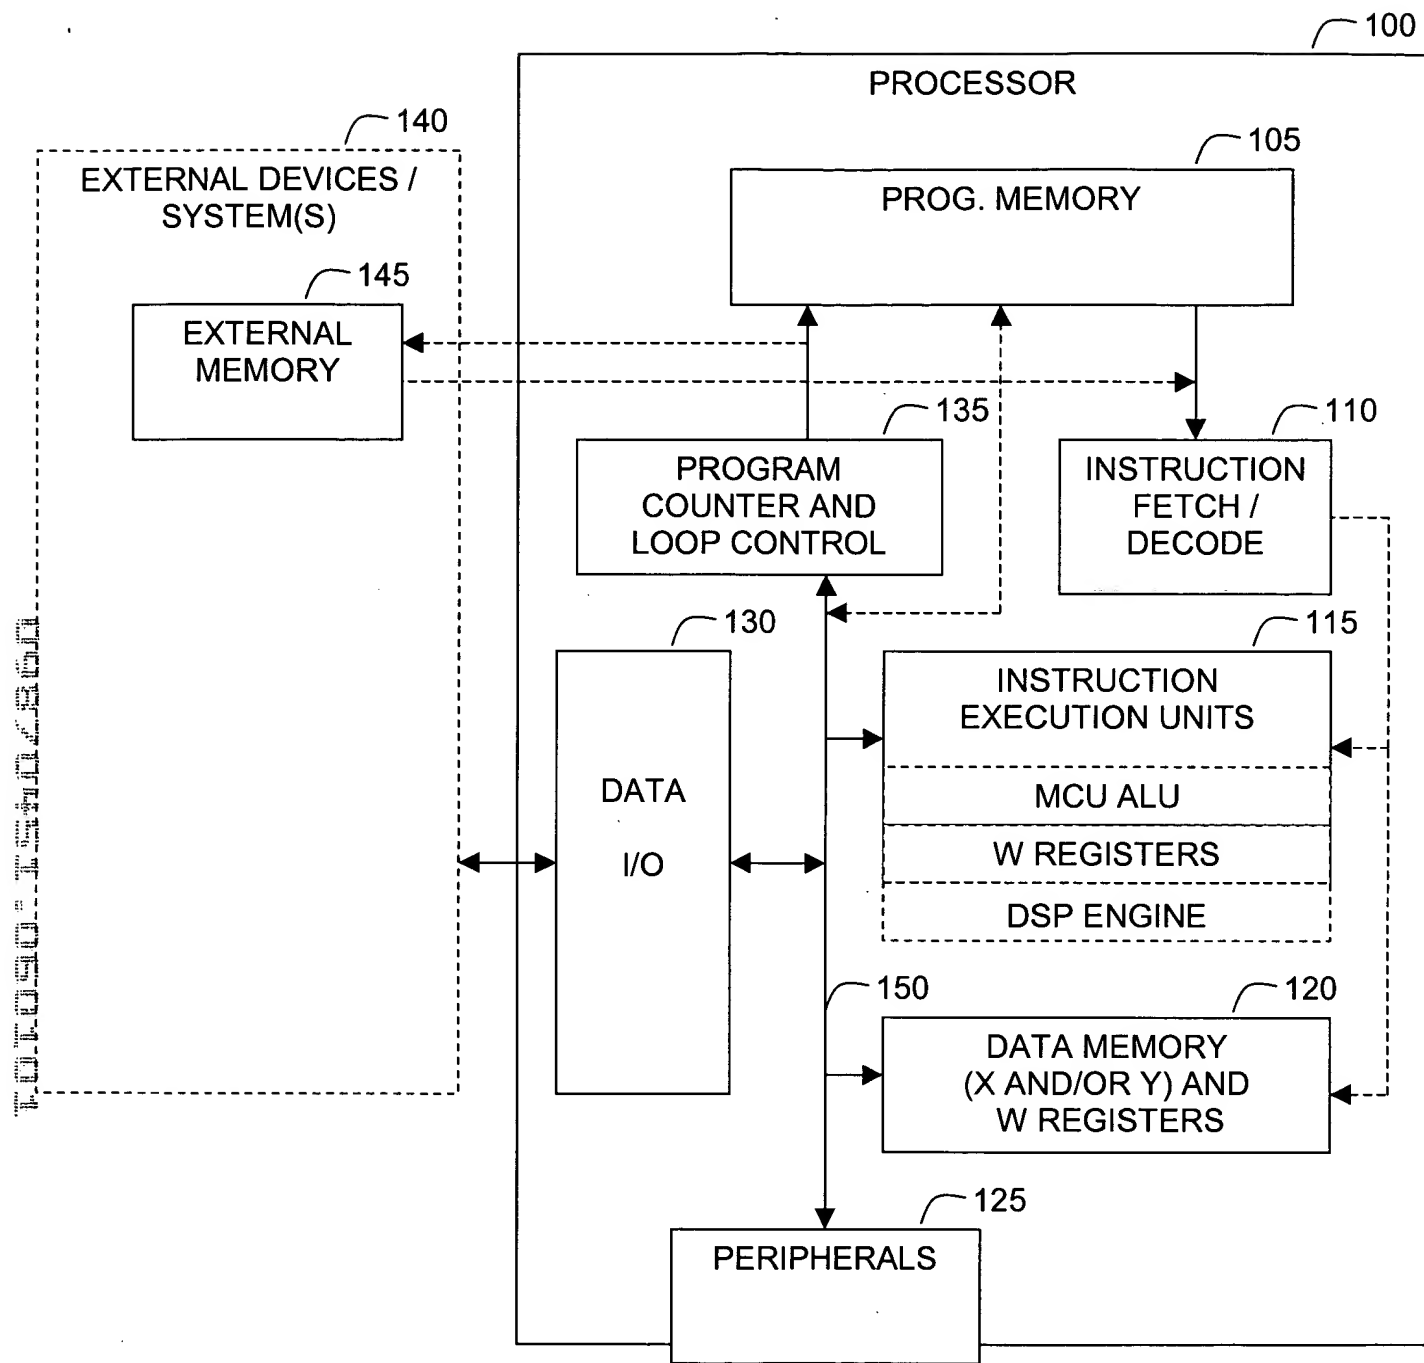 100
PROCESSOR
140
EXTERNAL DEVICES /
SYSTEM(S)
105
PROG. MEMORY
145
EXTERNAL
MEMORY
135
PROGRAM
COUNTER AND
LOOP CONTROL
110
INSTRUCTION
FETCH /
DECODE
130
DATA
I/O
115
INSTRUCTION
EXECUTION UNITS
MCU ALU
W REGISTERS
DSP ENGINE
150
120
DATA MEMORY
(X AND/OR Y) AND
W REGISTERS
125
PERIPHERALS